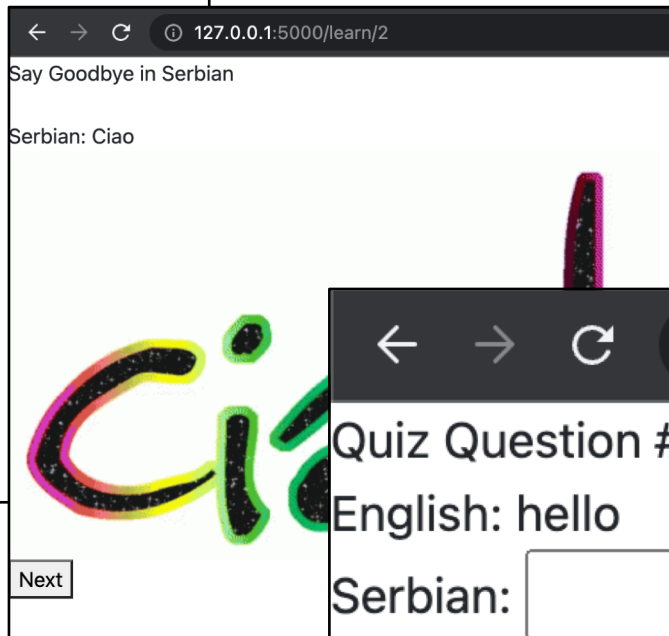 127.0.0.1:5000/learn/2
Say Goodbye in Serbian
Serbian: Ciao
Next
Quiz Question #
English: hello
Serbian: